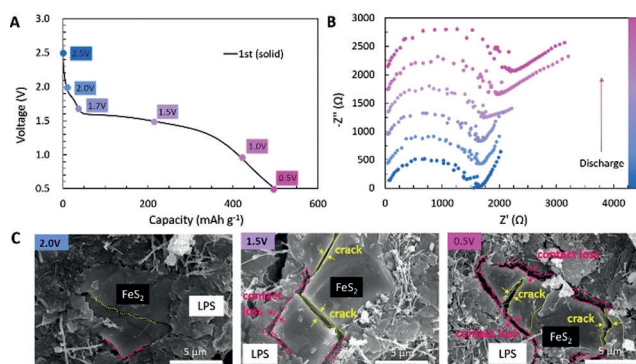 A
3.0
2.5
2.0
1.5
1.0
0.5
Voltage (V)
2.5V
2.0V
1.7V
1.5V
1.0V
0.5V
1st (solid)
0
200
400
600
Capacity (mAh g⁻¹)
B
3000
2500
2000
1500
1000
500
0
-Z'' (Ω)
Discharge
0
1000
2000
3000
4000
Z' (Ω)
C
2.0V
FeS₂
LPS
5 μm
1.5V
crack
FeS₂
contact loss
crack
LPS
5 μm
0.5V
contact loss
crack
crack
contact loss
FeS₂
LPS
5 μm